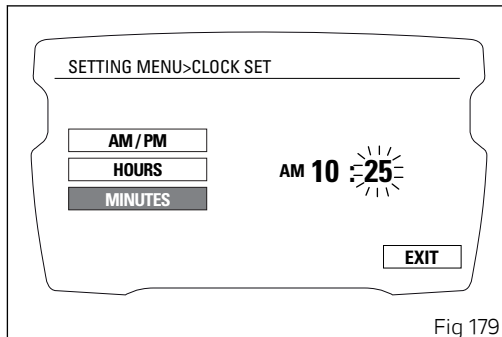 SETTING MENU>CLOCK SET
AM / PM
HOURS
AM 10 : 25
MINUTES
EXIT
Fig 179